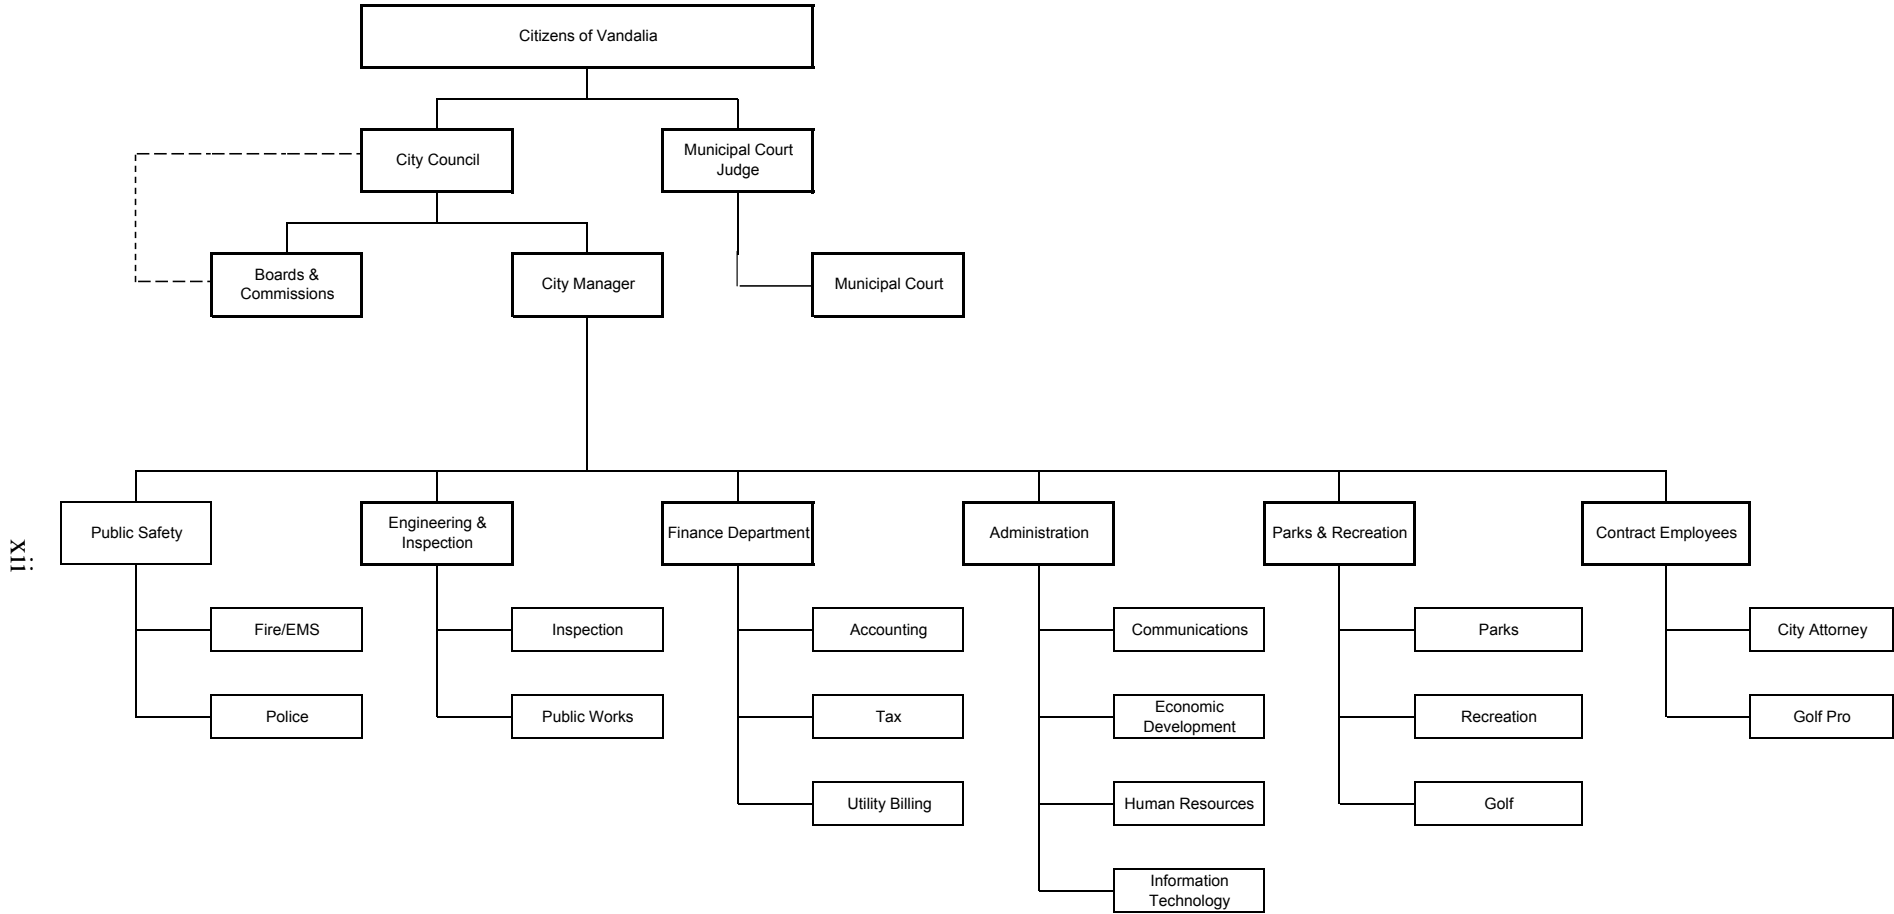 Citizens of Vandalia
City Council
Municipal Court
Judge
Boards &
Commissions
City Manager
Municipal Court
Public Safety
Engineering &
Inspection
Finance Department
Administration
Parks & Recreation
Contract Employees
Fire/EMS
Inspection
Accounting
Communications
Parks
City Attorney
Police
Public Works
Tax
Economic
Development
Recreation
Golf Pro
Utility Billing
Human Resources
Golf
Information
Technology
xii